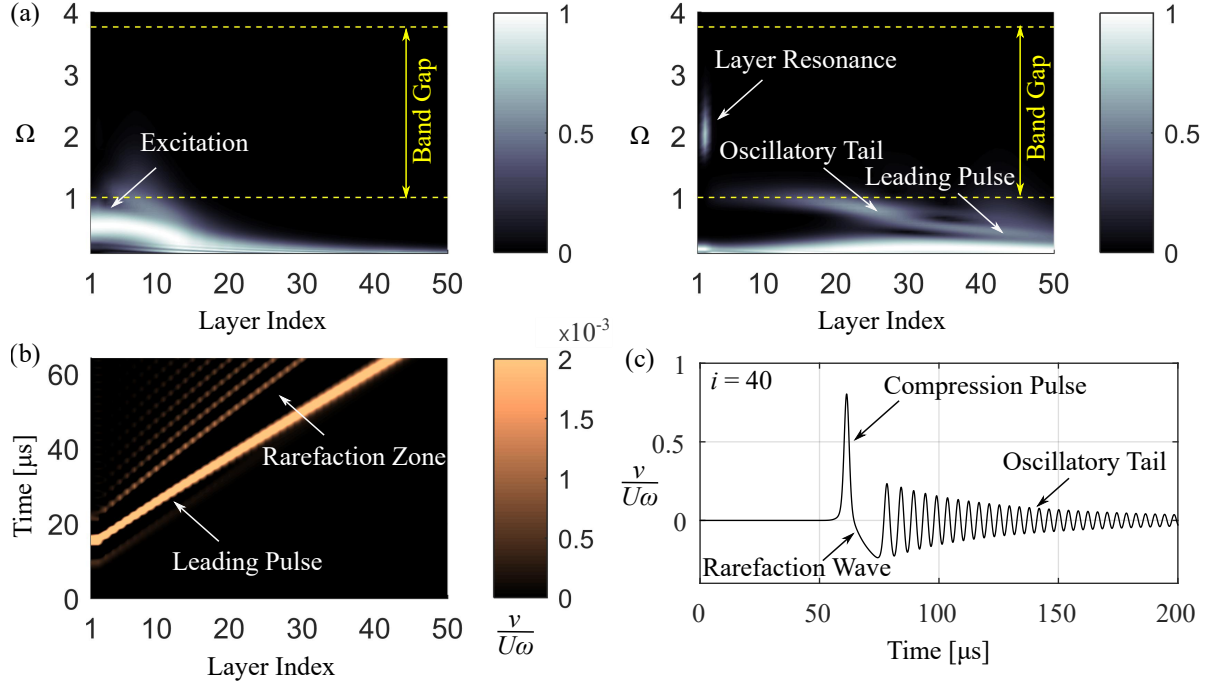 (a)
4
3
Ω
2
1
Excitation
Band Gap
1
10
20
30
40
50
Layer Index
1
0.5
0
4
3
Ω
2
1
Layer Resonance
Oscillatory Tail
Leading Pulse
Band Gap
1
10
20
30
40
50
Layer Index
1
0.5
0
(b)
60
40
20
0
Time [μs]
Rarefaction Zone
Leading Pulse
1
10
20
30
40
50
Layer Index
x10-3
2
1.5
1
0.5
0
v
Uω
(c)
1
0.5
0
v
Uω
i = 40
Compression Pulse
Oscillatory Tail
Rarefaction Wave
0
50
100
150
200
Time [μs]